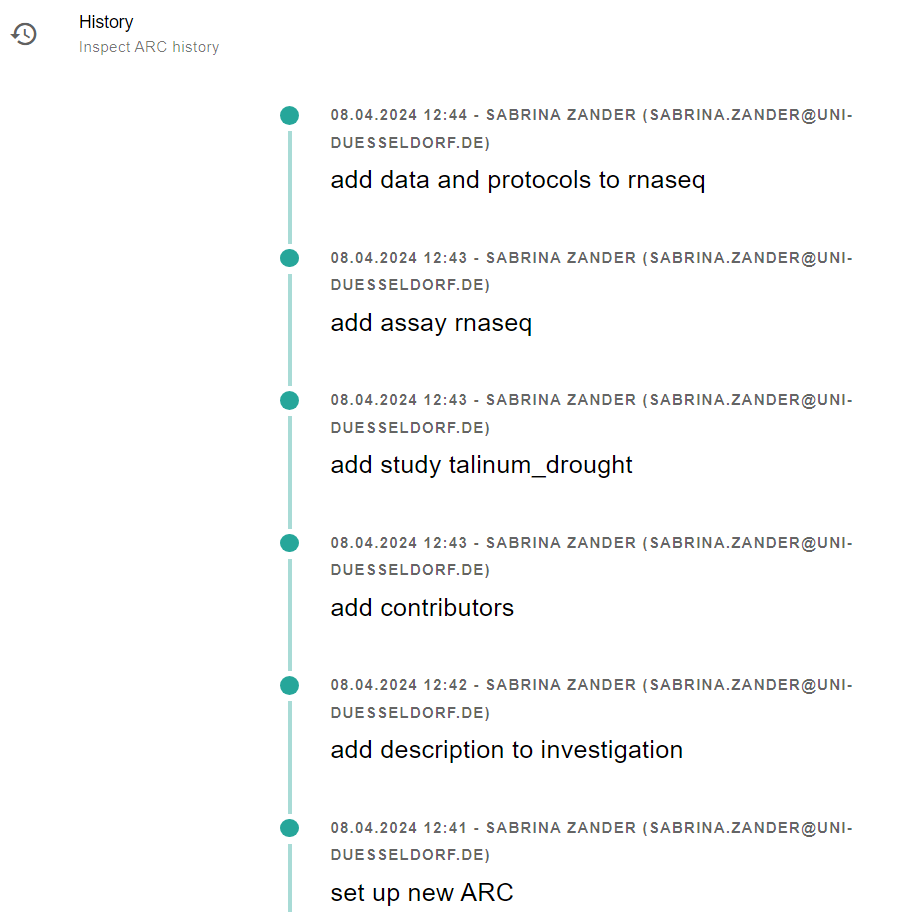 History
Inspect ARC history
08.04.2024 12:44 - SABRINA ZANDER (SABRINA.ZANDER@UNI-
DUESSELDORF.DE)
add data and protocols to rnaseq
08.04.2024 12:43 - SABRINA ZANDER (SABRINA.ZANDER@UNI-
DUESSELDORF.DE)
add assay rnaseq
08.04.2024 12:43 - SABRINA ZANDER (SABRINA.ZANDER@UNI-
DUESSELDORF.DE)
add study talinum_drought
08.04.2024 12:43 - SABRINA ZANDER (SABRINA.ZANDER@UNI-
DUESSELDORF.DE)
add contributors
08.04.2024 12:42 - SABRINA ZANDER (SABRINA.ZANDER@UNI-
DUESSELDORF.DE)
add description to investigation
08.04.2024 12:41 - SABRINA ZANDER (SABRINA.ZANDER@UNI-
DUESSELDORF.DE)
set up new ARC